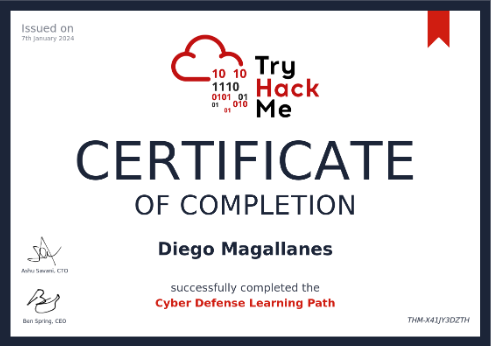 Issued on
7th January 2024
10 10
1110
0101 01
01 010
01
Try
Hack
Me
CERTIFICATE
OF COMPLETION
Diego Magallanes
Ashu Savani, CTO
successfully completed the
Cyber Defense Learning Path
Ben Spring, CEO
THM-X41JY3DZTH